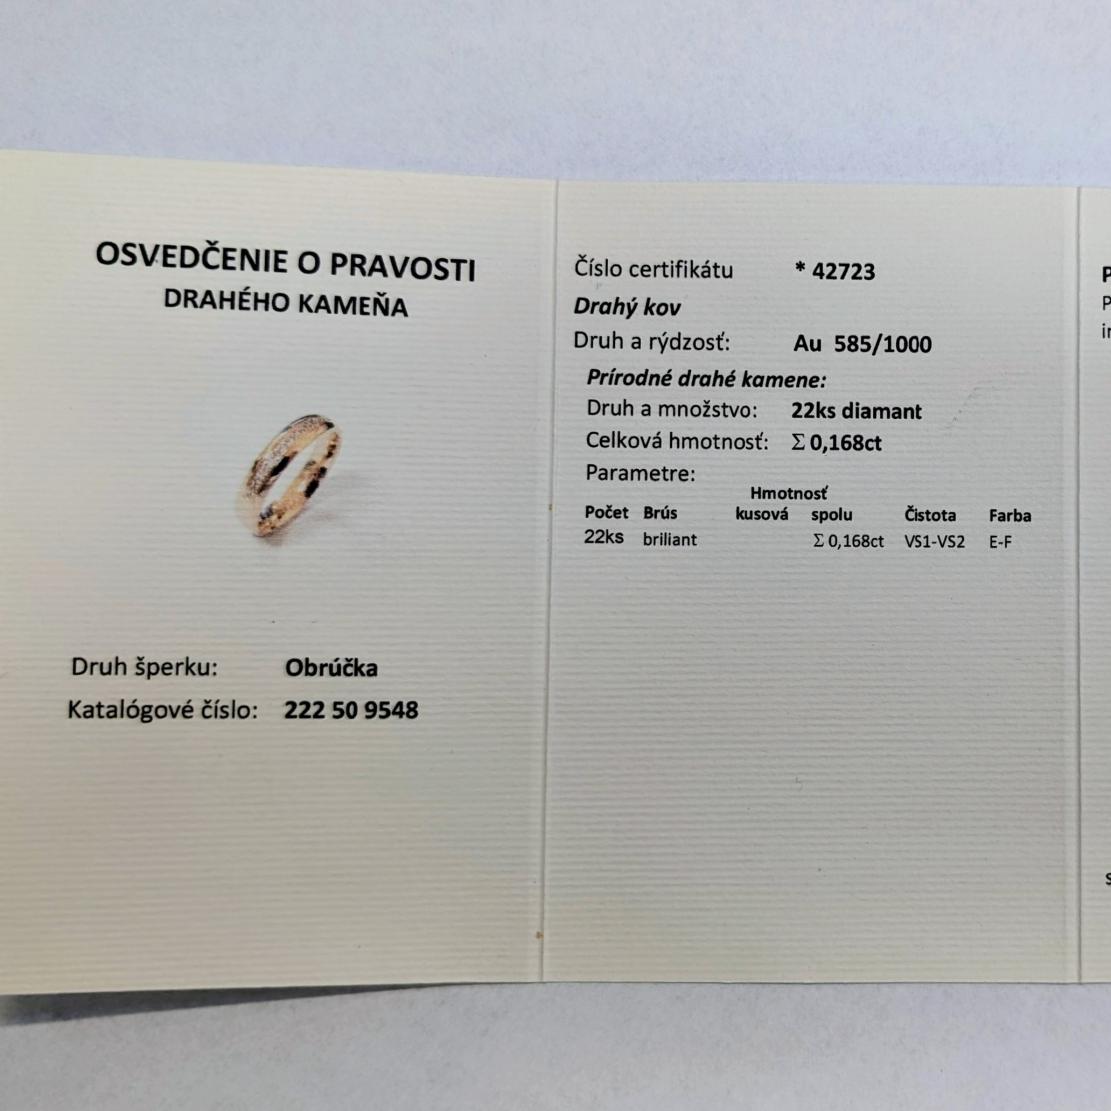 OSVEDČENIE O PRAVOSTI
DRAHÉHO KAMEŇA
Druh šperku: Obrúčka
Katalógové číslo: 222 50 9548
Číslo certifikátu * 42723
Drahý kov
Druh a rýdzosť: Au 585/1000
Prírodné drahé kamene:
Druh a množstvo: 22ks diamant
Celková hmotnosť: Σ 0,168ct
Parametre:
Hmotnosť
Počet Brús kusová spolu Čistota Farba
22ks briliant Σ 0,168ct VS1-VS2 E-F